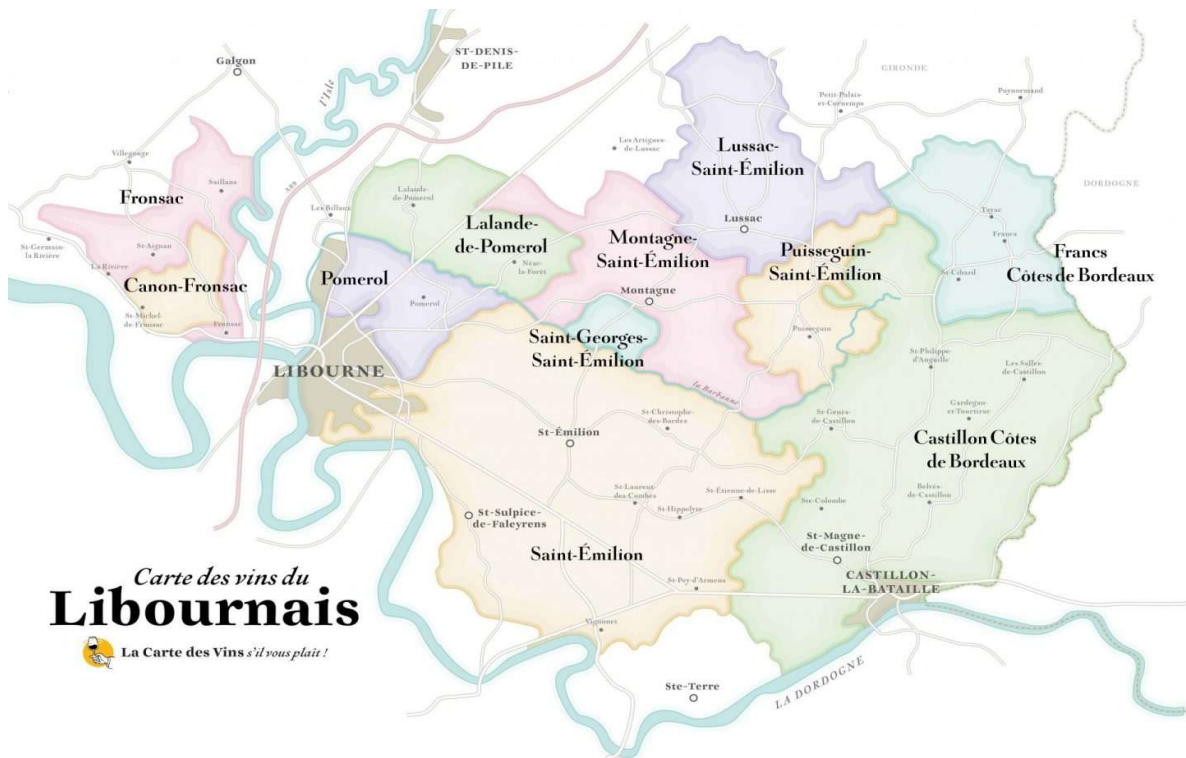 ST-DENIS-
DE-PILE
Galgon
l'Isle
GIRONDE
Petit-Palais-
et-Cornemps
Puynormand
Les Artigues-
de-Lussac
Lussac-
Saint-Émilion
Villegouge
Saillans
Fronsac
A89
Lalande-
de-Pomerol
DORDOGNE
Les Billaux
Lalande-
de-Pomerol
Lussac
Tayac
Francs
St-Germain-
la Rivière
St-Aignan
La Rivière
Canon-Fronsac
Pomerol
Néac-
la-Forêt
Montagne-
Saint-Émilion
Puisseguin-
Saint-Émilion
St-Cibard
Francs
Côtes de Bordeaux
St-Michel-
de-Fronsac
Fronsac
Pomerol
Montagne
Puisseguin
Saint-Georges-
Saint-Émilion
LIBOURNE
la Barbanne
St-Philippe-
d'Aiguille
Les Salles-
de-Castillon
St-Christophe-
des-Bardes
St-Genès-
de-Castillon
Gardegan-
et-Tourtirac
St-Émilion
Castillon Côtes
de Bordeaux
St-Laurent-
des-Combes
St-Étienne-de-Lisse
St-Hippolyte
Ste-Colombe
Belvès-
de-Castillon
St-Sulpice-
de-Faleyrens
Saint-Émilion
St-Magne-
de-Castillon
St-Pey-d'Armens
CASTILLON-
LA-BATAILLE
Vignonet
Ste-Terre
LA DORDOGNE
Carte des vins du
Libournais
La Carte des Vins s'il vous plait !